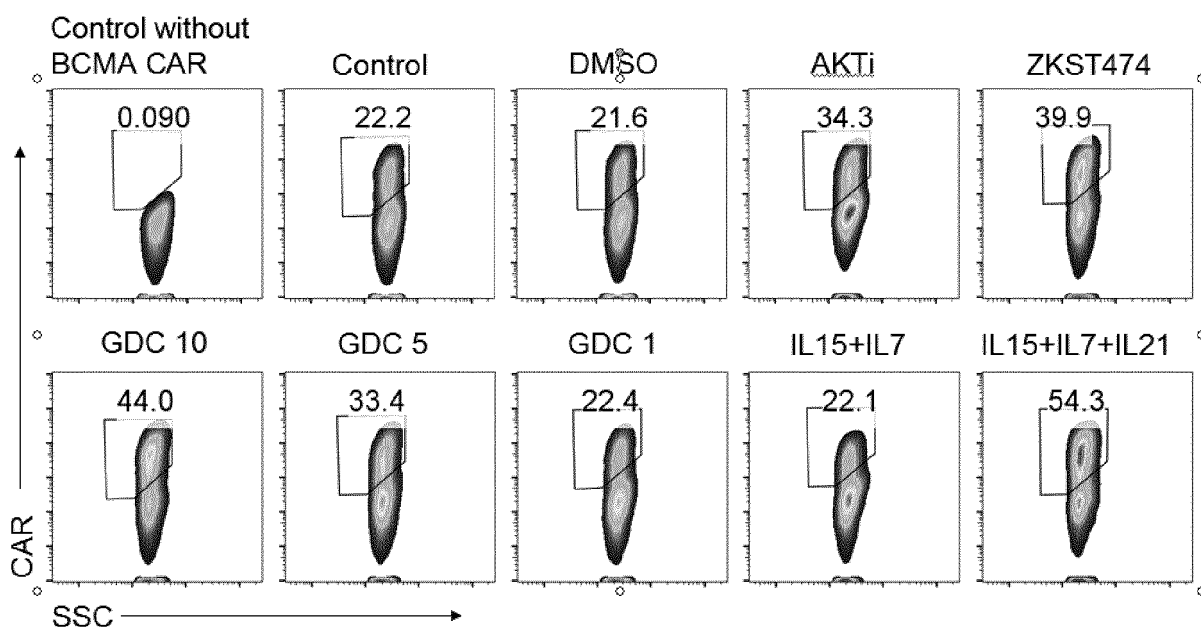 Control without
BCMA CAR
Control
DMSO
AKTi
ZKST474
0.090
22.2
21.6
34.3
39.9
GDC 10
GDC 5
GDC 1
IL15+IL7
IL15+IL7+IL21
44.0
33.4
22.4
22.1
54.3
CAR
SSC